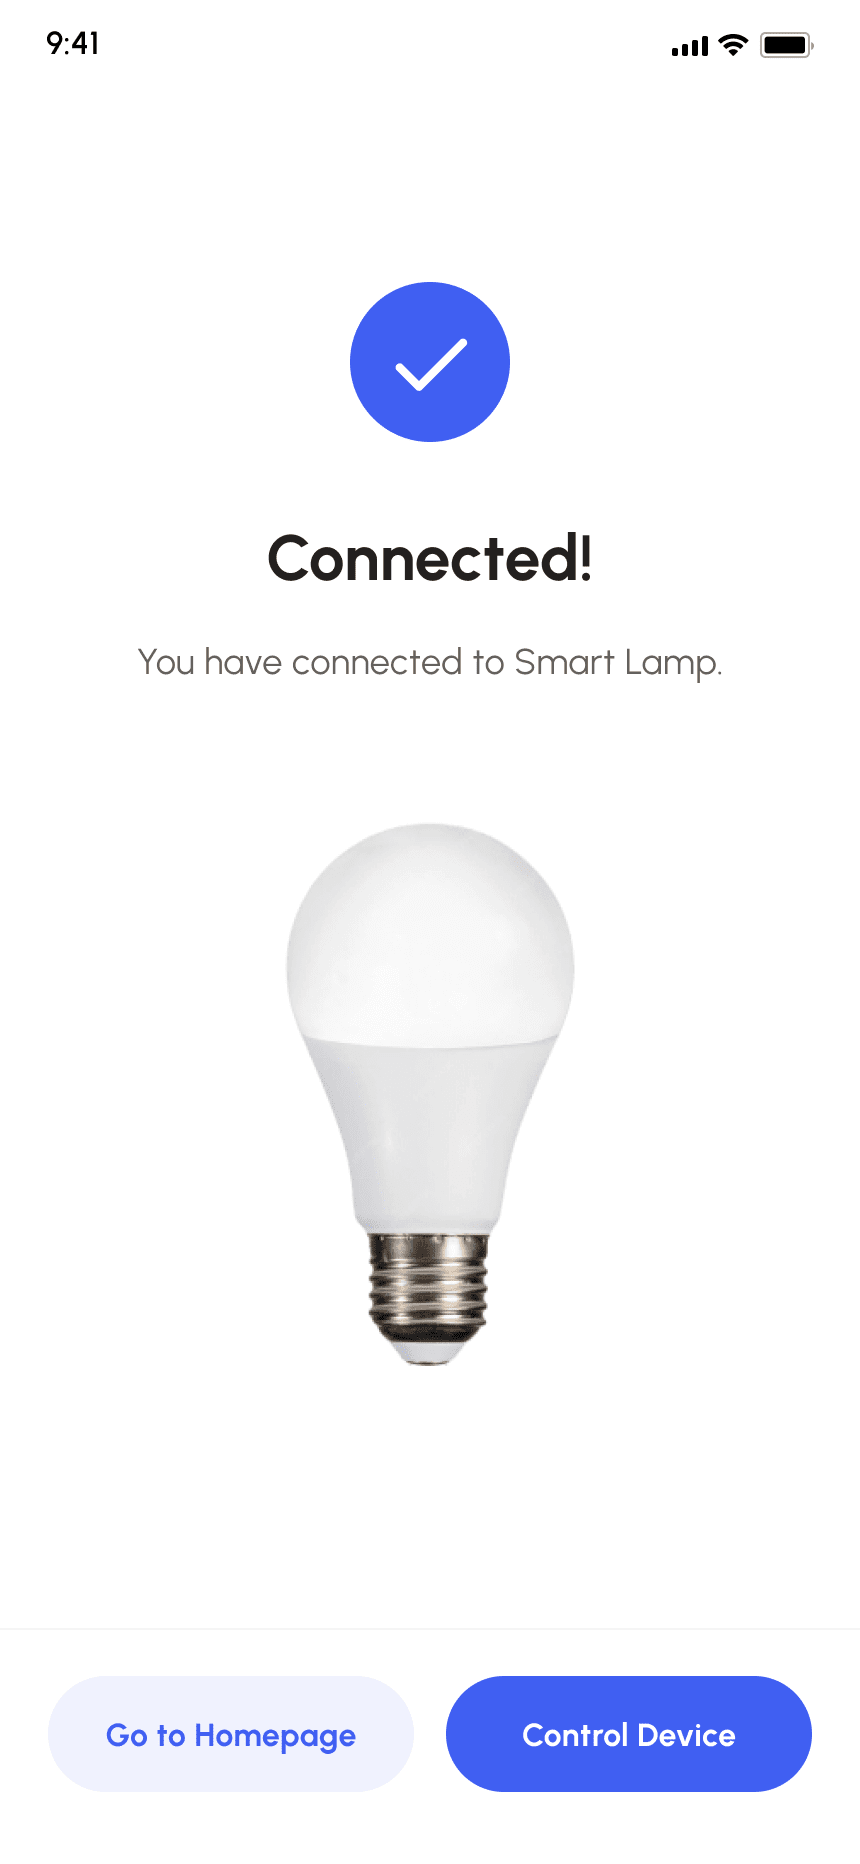 9:41
Connected!
You have connected to Smart Lamp.
Go to Homepage
Control Device